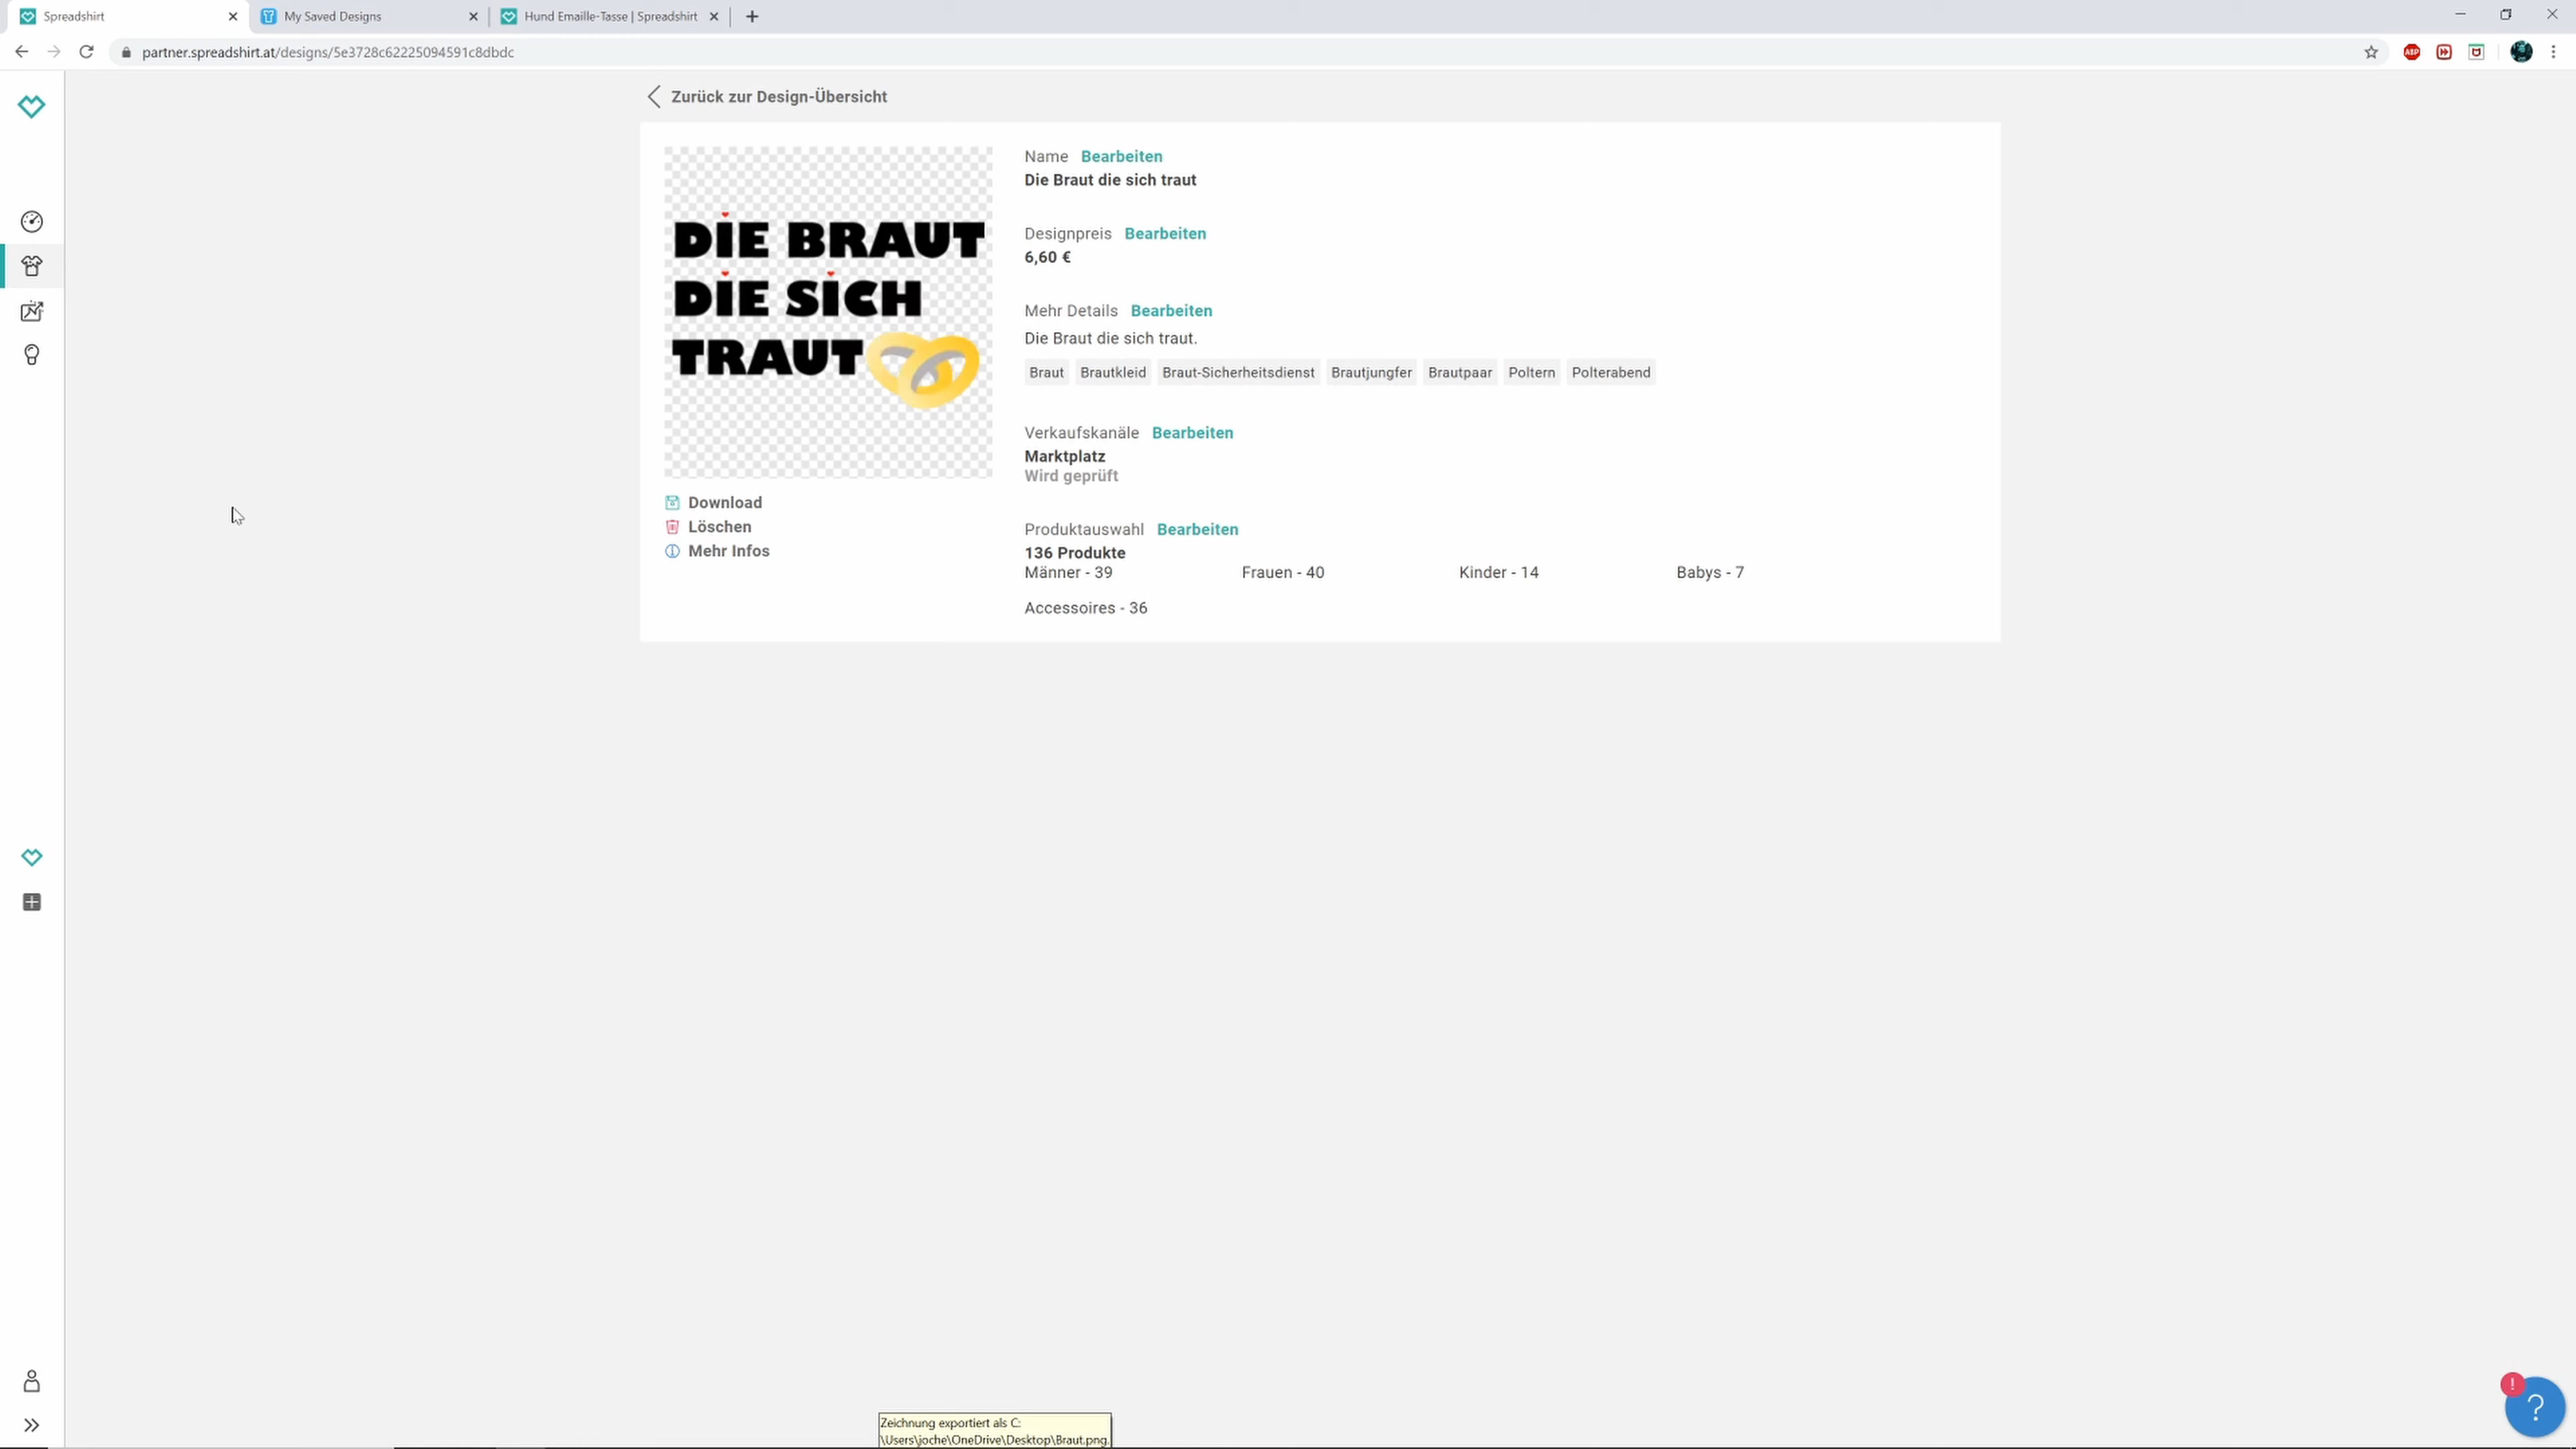 Spreadshirt
My Saved Designs
Hund Emaille-Tasse | Spreadshirt
partner.spreadshirt.at/designs/5e3728c62225094591c8dbdc
ABP
Zurück zur Design-Übersicht
DIE BRAUT
DIE SICH
TRAUT
Download
Löschen
Mehr Infos
Name Bearbeiten
Die Braut die sich traut
Designpreis Bearbeiten
6,60 €
Mehr Details Bearbeiten
Die Braut die sich traut.
Braut Brautkleid Braut-Sicherheitsdienst Brautjungfer Brautpaar Poltern Polterabend
Verkaufskanäle Bearbeiten
Marktplatz
Wird geprüft
Produktauswahl Bearbeiten
136 Produkte
Männer - 39 Frauen - 40 Kinder - 14 Babys - 7
Accessoires - 36
Zeichnung exportiert als C:
\Users\joche\OneDrive\Desktop\Braut.png.
! ?